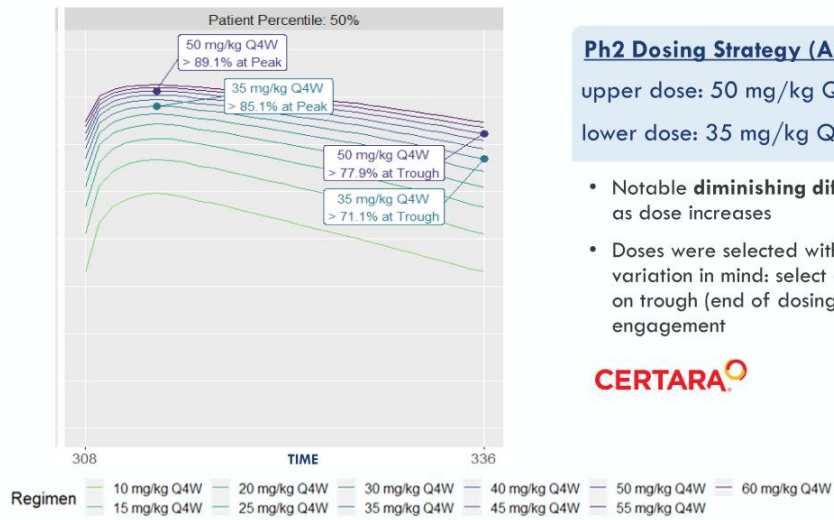 Patient Percentile: 50%
50 mg/kg Q4W
> 89.1% at Peak
35 mg/kg Q4W
> 85.1% at Peak
50 mg/kg Q4W
> 77.9% at Trough
35 mg/kg Q4W
> 71.1% at Trough
308
TIME
336
Regimen
10 mg/kg Q4W 20 mg/kg Q4W 30 mg/kg Q4W 40 mg/kg Q4W 50 mg/kg Q4W 60 mg/kg Q4W
15 mg/kg Q4W 25 mg/kg Q4W 35 mg/kg Q4W 45 mg/kg Q4W 55 mg/kg Q4W
Ph2 Dosing Strategy (A
upper dose: 50 mg/kg Q
lower dose: 35 mg/kg Q
• Notable diminishing dif
as dose increases
• Doses were selected with
variation in mind: select
on trough (end of dosing
engagement
CERTARA